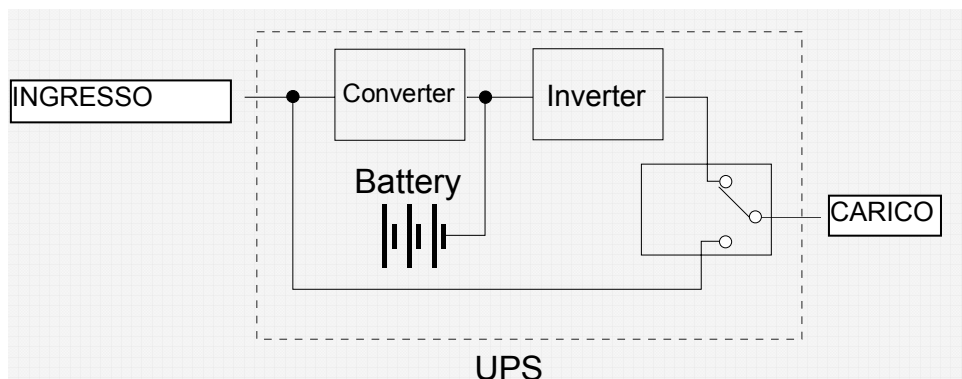 INGRESSO
Converter
Inverter
Battery
CARICO
UPS